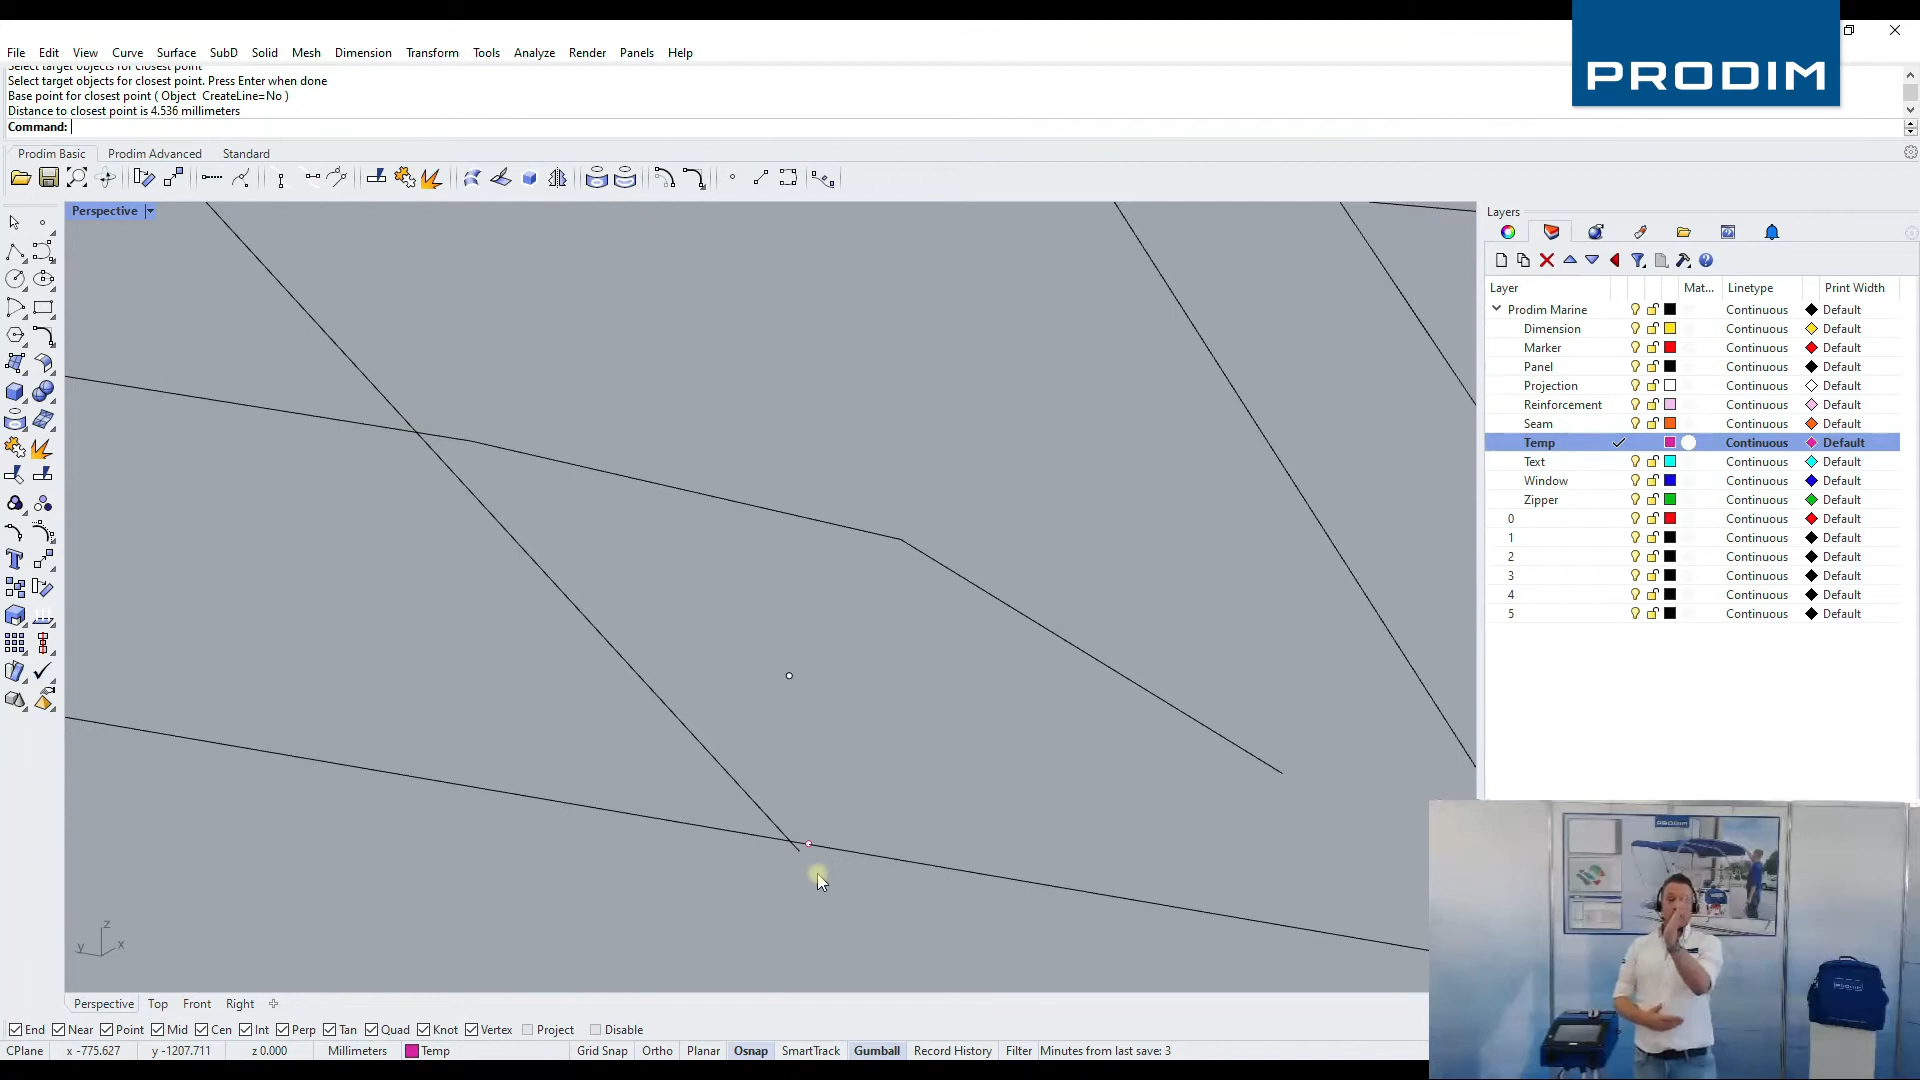 PRODIM
File Edit View Curve Surface SubD Solid Mesh Dimension Transform Tools Analyze Render Panels Help
Select target objects for closest point
Select target objects for closest point. Press Enter when done
Base point for closest point ( Object CreateLine=No )
Distance to closest point is 4.536 millimeters
Command:
Prodim Basic Prodim Advanced Standard
Perspective
Layers
Layer Mat... Linetype Print Width
Prodim Marine Continuous Default
Dimension Continuous Default
Marker Continuous Default
Panel Continuous Default
Projection Continuous Default
Reinforcement Continuous Default
Seam Continuous Default
Temp Continuous Default
Text Continuous Default
Window Continuous Default
Zipper Continuous Default
0 Continuous Default
1 Continuous Default
2 Continuous Default
3 Continuous Default
4 Continuous Default
5 Continuous Default
PRODIM
z
y x
Perspective Top Front Right
End Near Point Mid Cen Int Perp Tan Quad Knot Vertex Project Disable
CPlane x -775.627 y -1207.711 z 0.000 Millimeters Temp Grid Snap Ortho Planar Osnap SmartTrack Gumball Record History Filter Minutes from last save: 3